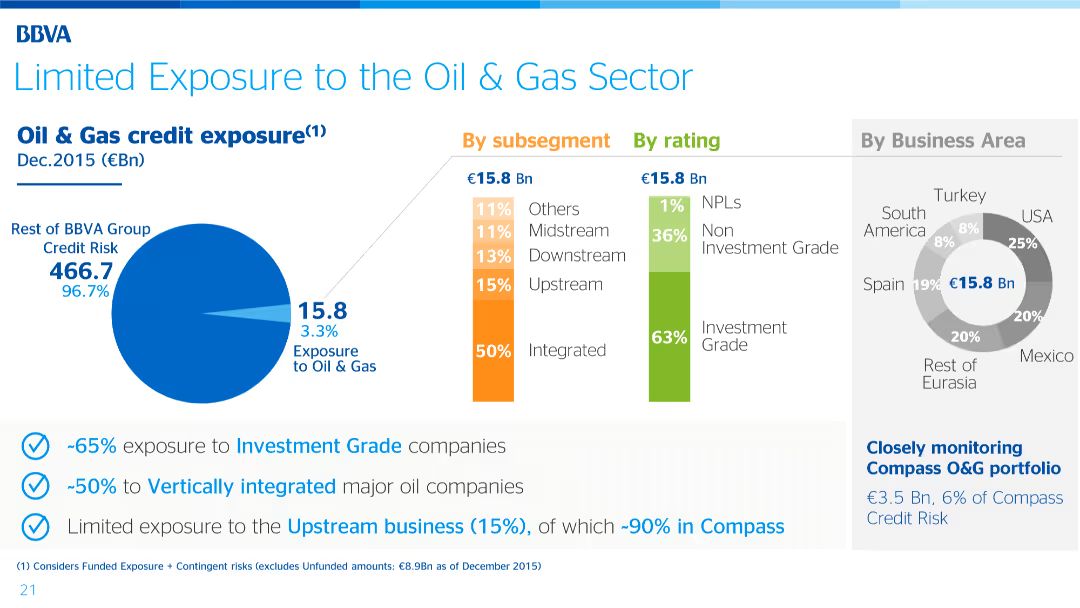 BBVA
Limited Exposure to the Oil & Gas Sector
Oil & Gas credit exposure(1)
Dec.2015 (€Bn)
Rest of BBVA Group
Credit Risk
466.7
96.7%
15.8
3.3%
Exposure
to Oil & Gas
By subsegment
€15.8 Bn
11% Others
11% Midstream
13% Downstream
15% Upstream
50% Integrated
By rating
€15.8 Bn
1% NPLs
36% Non
Investment Grade
63% Investment
Grade
By Business Area
Turkey
8%
USA
25%
South
America
8%
Spain 19%
€15.8 Bn
20%
Mexico
20%
Rest of
Eurasia
~65% exposure to Investment Grade companies
~50% to Vertically integrated major oil companies
Limited exposure to the Upstream business (15%), of which ~90% in Compass
Closely monitoring
Compass O&G portfolio
€3.5 Bn, 6% of Compass
Credit Risk
(1) Considers Funded Exposure + Contingent risks (excludes Unfunded amounts: €8.9Bn as of December 2015)
21